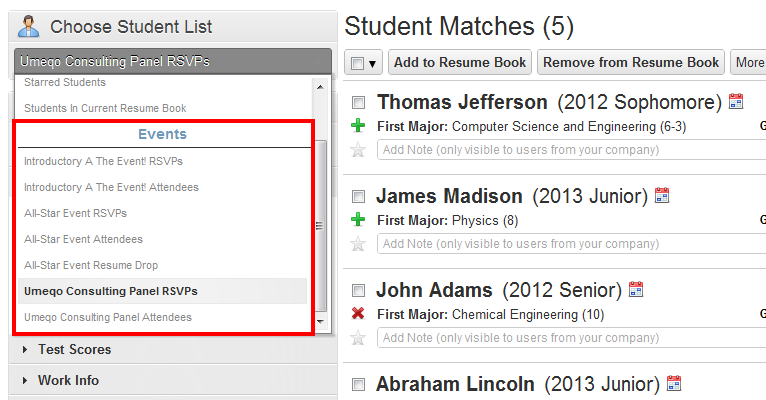 Choose Student List
Umeqo Consulting Panel RSVPs
Starred Students
Students In Current Resume Book
Events
Introductory A The Event! RSVPs
Introductory A The Event! Attendees
All-Star Event RSVPs
All-Star Event Attendees
All-Star Event Resume Drop
Umeqo Consulting Panel RSVPs
Umeqo Consulting Panel Attendees
Test Scores
Work Info
Student Matches (5)
Add to Resume Book Remove from Resume Book More
Thomas Jefferson (2012 Sophomore)
First Major: Computer Science and Engineering (6-3) G
Add Note (only visible to users from your company)
James Madison (2013 Junior)
First Major: Physics (8) G
Add Note (only visible to users from your company)
John Adams (2012 Senior)
First Major: Chemical Engineering (10) G
Add Note (only visible to users from your company)
Abraham Lincoln (2013 Junior)